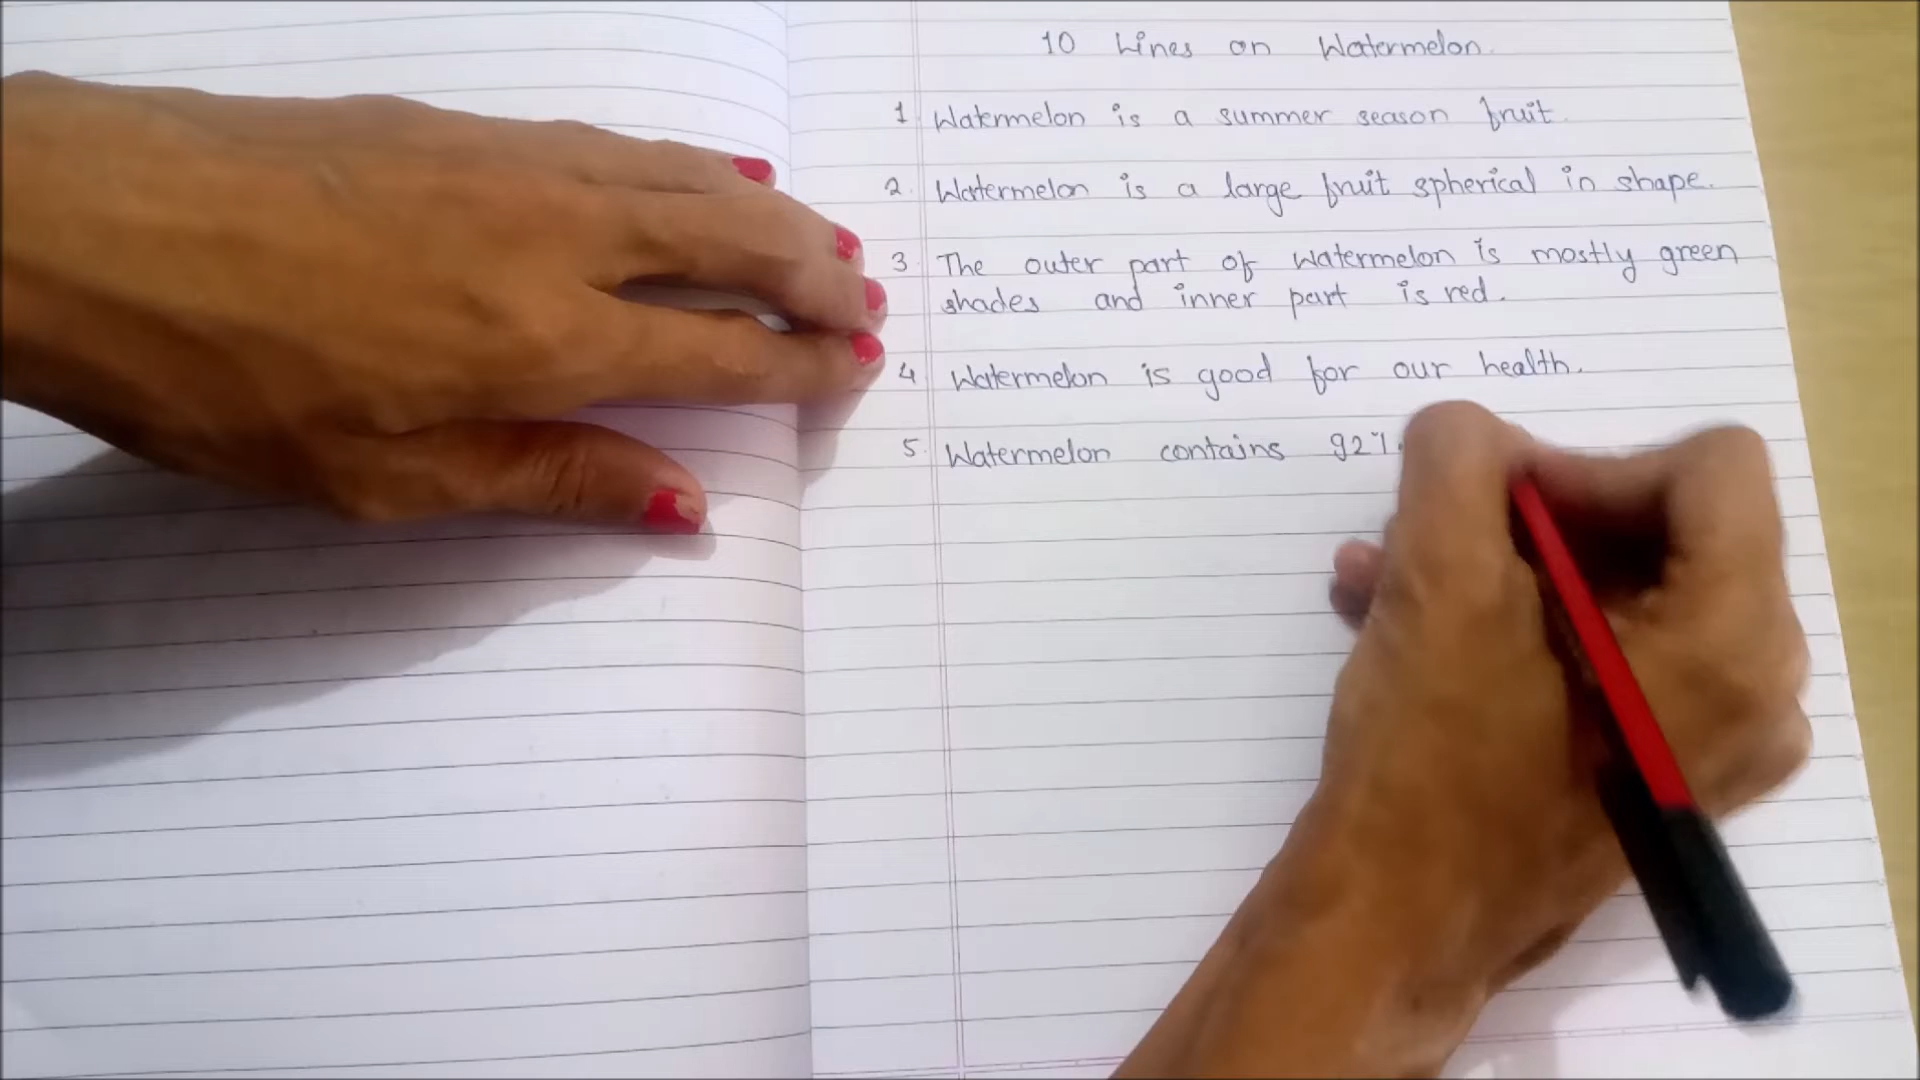 10 Lines on Watermelon.
1 Watermelon is a summer season fruit.
2. Watermelon is a large fruit spherical in shape.
3 The outer part of watermelon is mostly green
shades and inner part is red.
4 Watermelon is good for our health.
5. Watermelon contains 92%